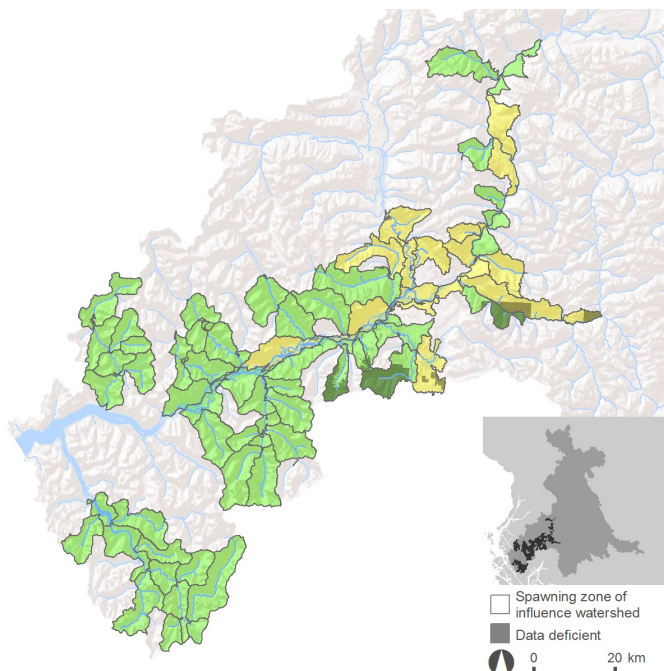 Spawning zone of
influence watershed
Data deficient
0 20 km